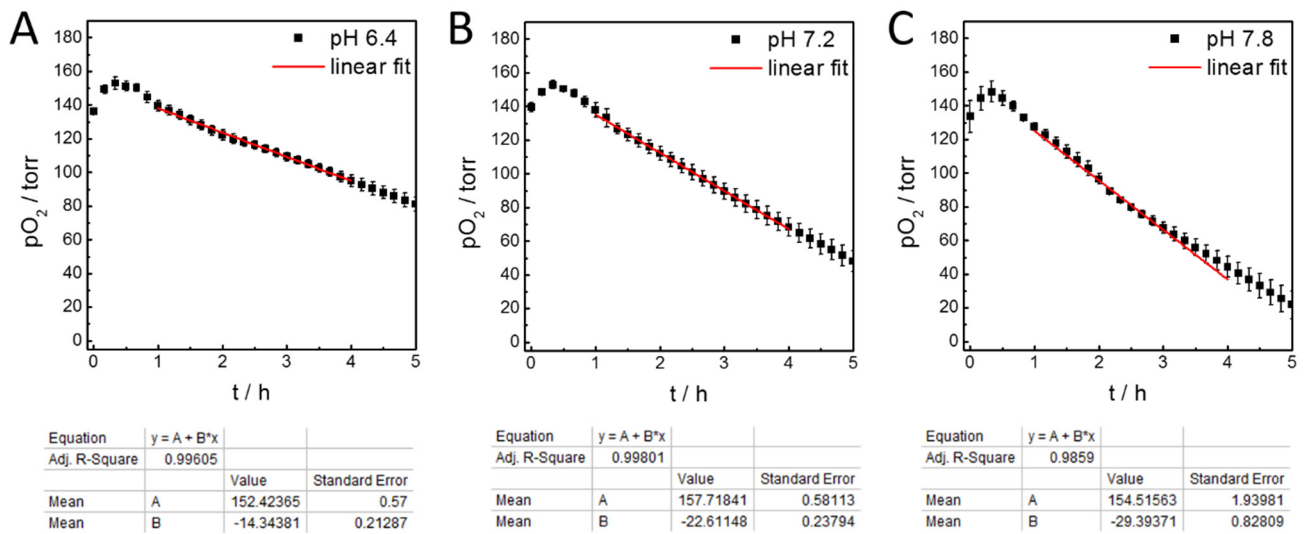 A
pH 6.4
linear fit
pO2 / torr
180
160
140
120
100
80
60
40
20
0
0 1 2 3 4 5
t / h
Equation y = A + B*x
Adj. R-Square 0.99605
Value Standard Error
Mean A 152.42365 0.57
Mean B -14.34381 0.21287
B
pH 7.2
linear fit
pO2 / torr
180
160
140
120
100
80
60
40
20
0
0 1 2 3 4 5
t / h
Equation y = A + B*x
Adj. R-Square 0.99801
Value Standard Error
Mean A 157.71841 0.58113
Mean B -22.61148 0.23794
C
pH 7.8
linear fit
pO2 / torr
180
160
140
120
100
80
60
40
20
0
0 1 2 3 4 5
t / h
Equation y = A + B*x
Adj. R-Square 0.9859
Value Standard Error
Mean A 154.51563 1.93981
Mean B -29.39371 0.82809